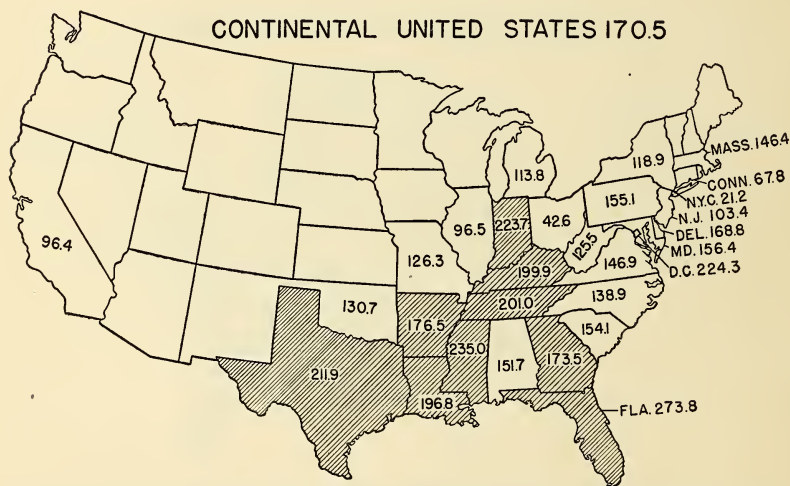 CONTINENTAL UNITED STATES 170.5
MASS. 146.4
118.9
113.8
CONN. 67.8
N.Y.C. 21.2
155.1
N.J. 103.4
DEL. 168.8
MD. 156.4
D.C. 224.3
96.4
96.5
223.7
42.6
125.5
146.9
126.3
199.9
138.9
130.7
201.0
154.1
176.5
235.0
151.7
173.5
211.9
196.8
FLA. 273.8